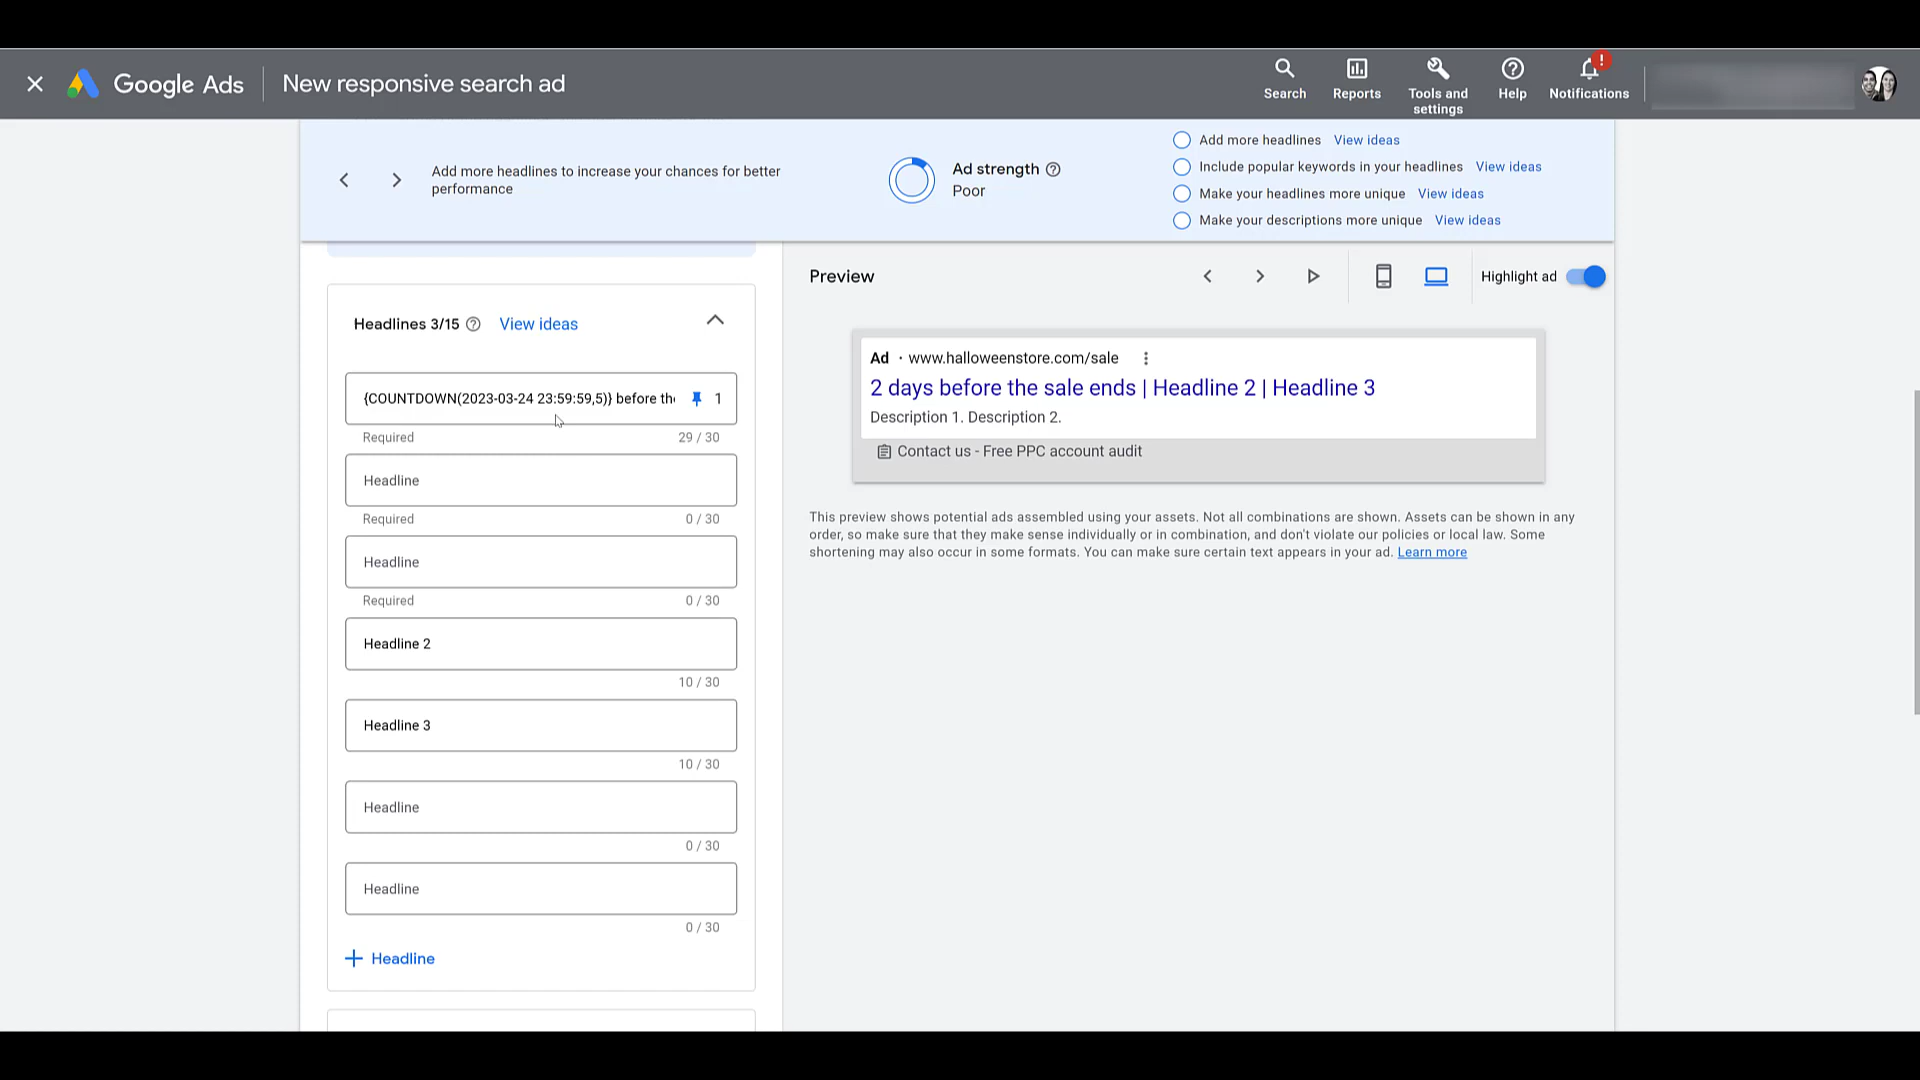 Google Ads
New responsive search ad
Search
Reports
Tools and
settings
Help
!
Notifications
Add more headlines to increase your chances for better
performance
Ad strength
Poor
Add more headlines View ideas
Include popular keywords in your headlines View ideas
Make your headlines more unique View ideas
Make your descriptions more unique View ideas
Headlines 3/15 View ideas
{COUNTDOWN(2023-03-24 23:59:59,5)} before the 1
Required 29 / 30
Headline
Required 0 / 30
Headline
Required 0 / 30
Headline 2
10 / 30
Headline 3
10 / 30
Headline
0 / 30
Headline
0 / 30
+ Headline
Preview
Highlight ad
Ad · www.halloweenstore.com/sale
2 days before the sale ends | Headline 2 | Headline 3
Description 1. Description 2.
Contact us - Free PPC account audit
This preview shows potential ads assembled using your assets. Not all combinations are shown. Assets can be shown in any
order, so make sure that they make sense individually or in combination, and don't violate our policies or local law. Some
shortening may also occur in some formats. You can make sure certain text appears in your ad. Learn more